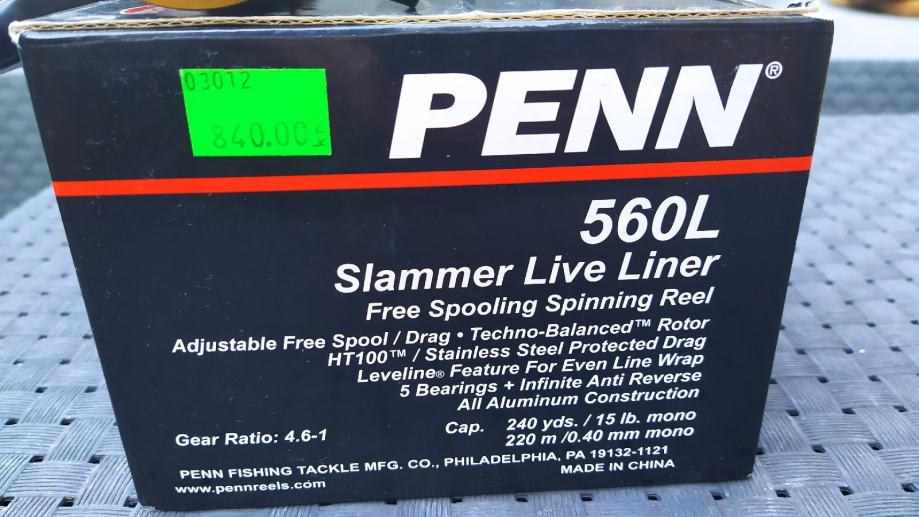 03012
840.00
PENN®
560L
Slammer Live Liner
Free Spooling Spinning Reel
Adjustable Free Spool / Drag • Techno-Balanced™ Rotor
HT100™ / Stainless Steel Protected Drag
Leveline® Feature For Even Line Wrap
5 Bearings + Infinite Anti Reverse
All Aluminum Construction
Gear Ratio: 4.6-1
Cap. 240 yds. / 15 lb. mono
220 m /0.40 mm mono
PENN FISHING TACKLE MFG. CO., PHILADELPHIA, PA 19132-1121
www.pennreels.com
MADE IN CHINA